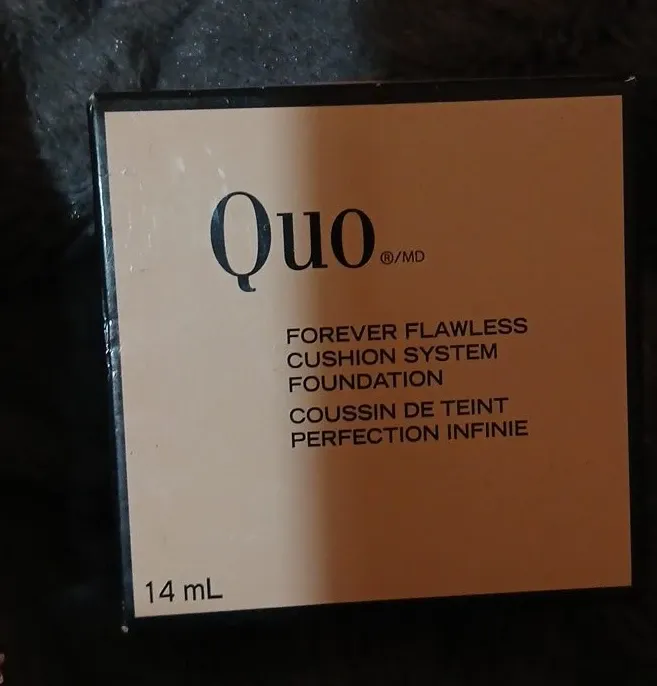 Quo ®/MD
FOREVER FLAWLESS
CUSHION SYSTEM
FOUNDATION
COUSSIN DE TEINT
PERFECTION INFINIE
14 mL